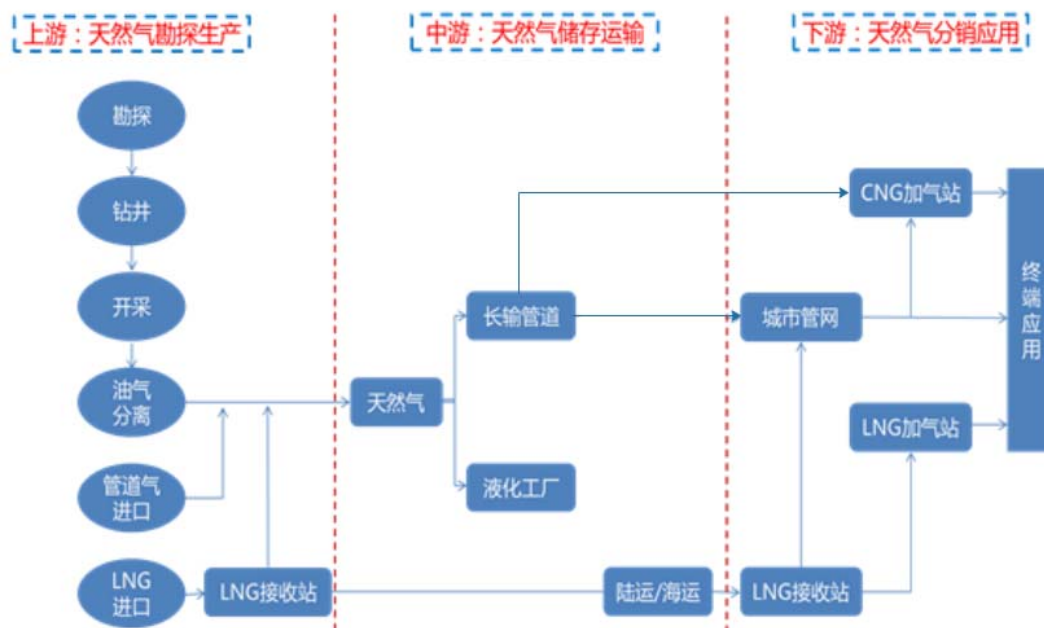 上游：天然气勘探生产
中游：天然气储存运输
下游：天然气分销应用
勘探
钻井
开采
油气
分离
管道气
进口
LNG
进口
LNG接收站
天然气
长输管道
液化工厂
陆运/海运
CNG加气站
城市管网
LNG加气站
LNG接收站
终
端
应
用